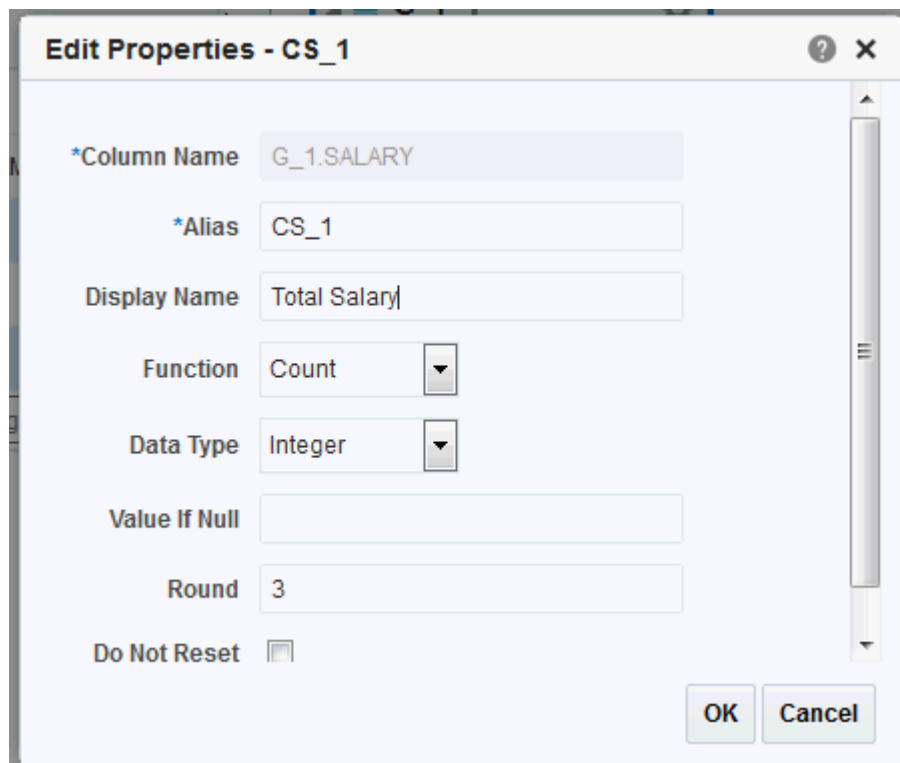 Edit Properties - CS_1
*Column Name G_1.SALARY
*Alias CS_1
Display Name Total Salary
Function Count
Data Type Integer
Value If Null
Round 3
Do Not Reset
OK Cancel